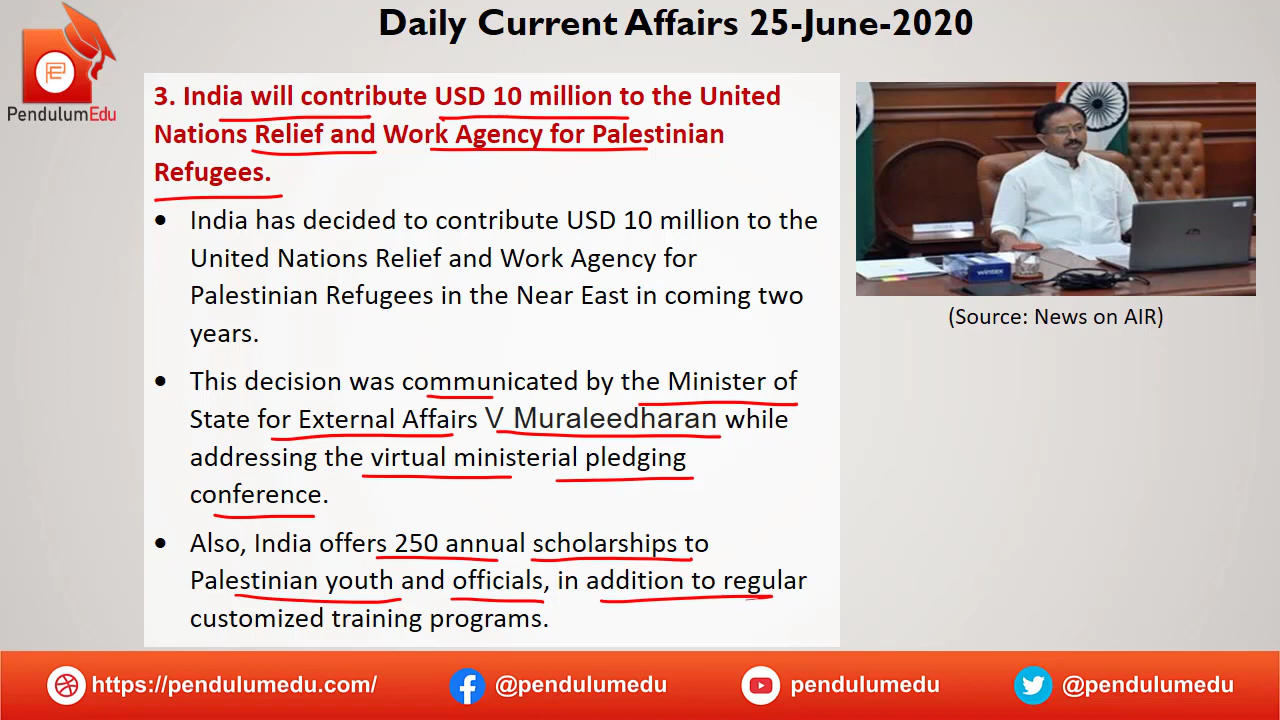 Daily Current Affairs 25-June-2020
PendulumEdu
3. India will contribute USD 10 million to the United
Nations Relief and Work Agency for Palestinian
Refugees.
• India has decided to contribute USD 10 million to the
United Nations Relief and Work Agency for
Palestinian Refugees in the Near East in coming two
years.
• This decision was communicated by the Minister of
State for External Affairs V Muraleedharan while
addressing the virtual ministerial pledging
conference.
• Also, India offers 250 annual scholarships to
Palestinian youth and officials, in addition to regular
customized training programs.
wintex
(Source: News on AIR)
https://pendulumedu.com/
@pendulumedu
pendulumedu
@pendulumedu